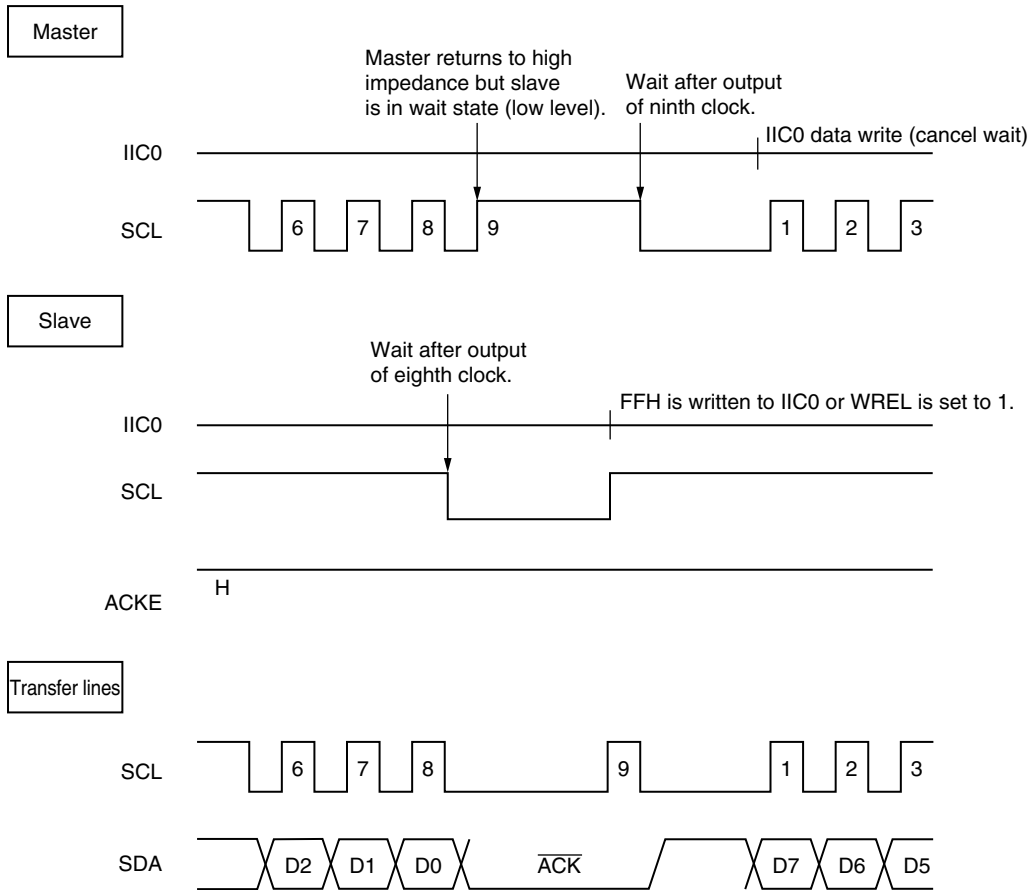 Master
Master returns to high
impedance but slave
is in wait state (low level).
Wait after output
of ninth clock.
IIC0 data write (cancel wait)
IIC0
SCL
6 7 8 9 1 2 3
Slave
Wait after output
of eighth clock.
FFH is written to IIC0 or WREL is set to 1.
IIC0
SCL
H
ACKE
Transfer lines
SCL
6 7 8 9 1 2 3
SDA
D2 D1 D0 ACK D7 D6 D5